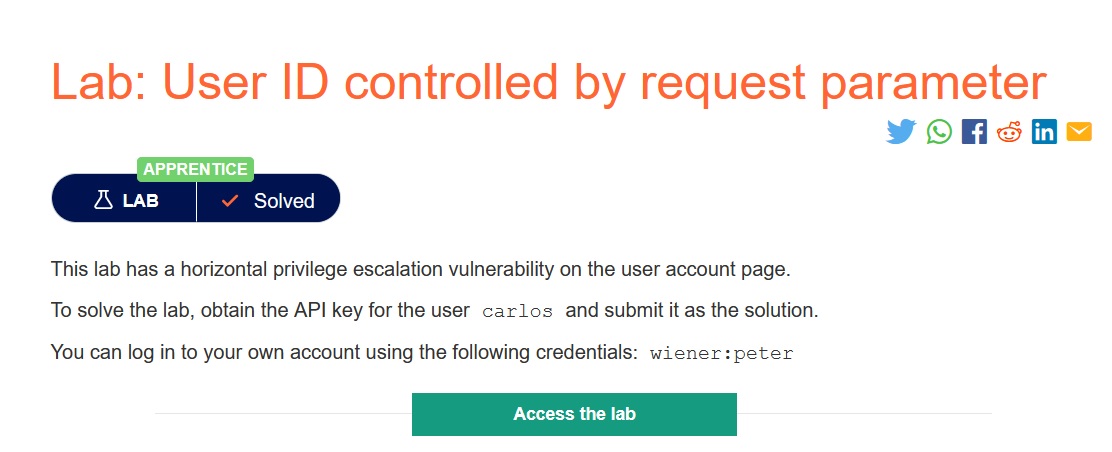 Lab: User ID controlled by request parameter
APPRENTICE
LAB
Solved
This lab has a horizontal privilege escalation vulnerability on the user account page.
To solve the lab, obtain the API key for the user carlos and submit it as the solution.
You can log in to your own account using the following credentials: wiener:peter
Access the lab